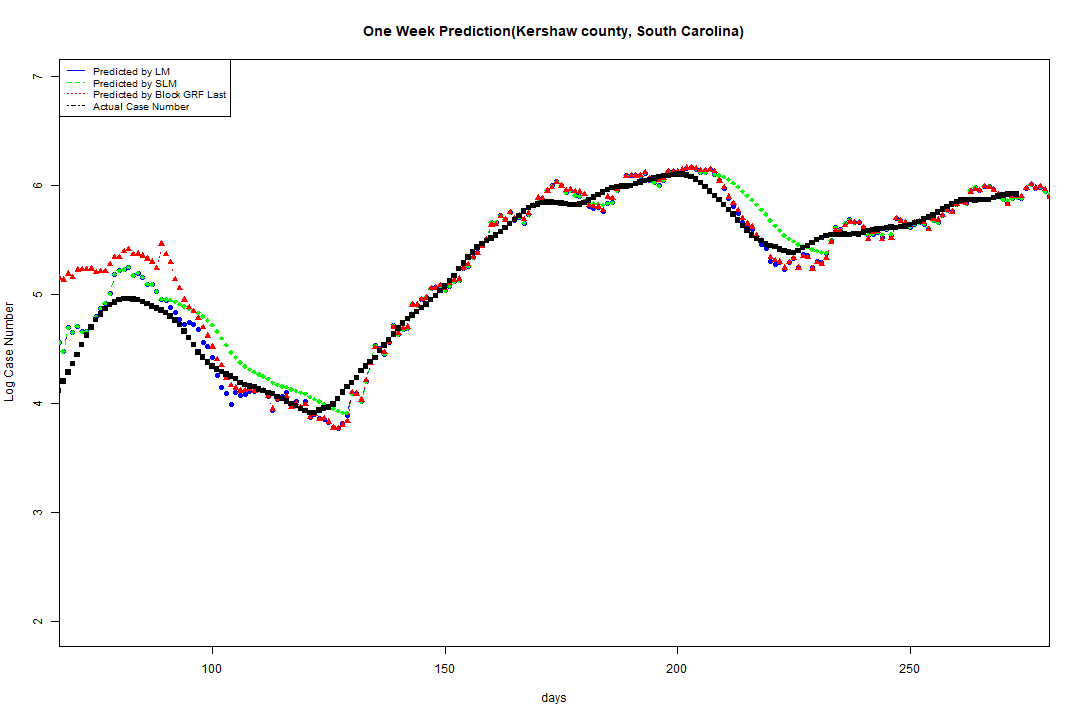 One Week Prediction(Kershaw county, South Carolina)
Predicted by LM
Predicted by SLM
Predicted by Block GRF Last
Actual Case Number
7
6
5
4
3
2
Log Case Number
100 150 200 250
days